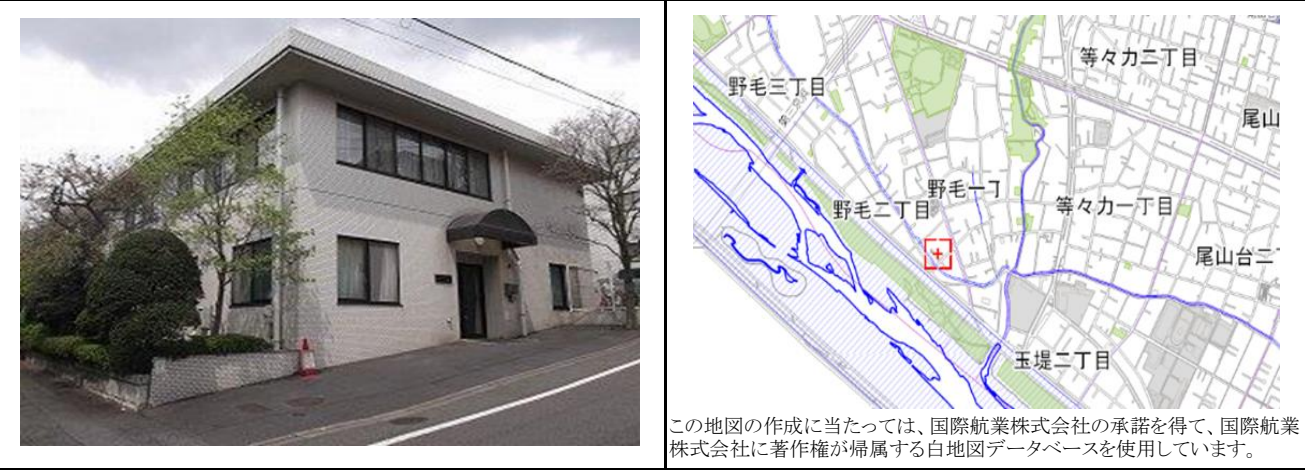 等々力二丁目
野毛三丁目
尾山
野毛一丁
野毛二丁目
等々力一丁目
尾山台二
玉堤二丁目
この地図の作成に当たっては、国際航業株式会社の承諾を得て、国際航業
株式会社に著作権が帰属する白地図データベースを使用しています。